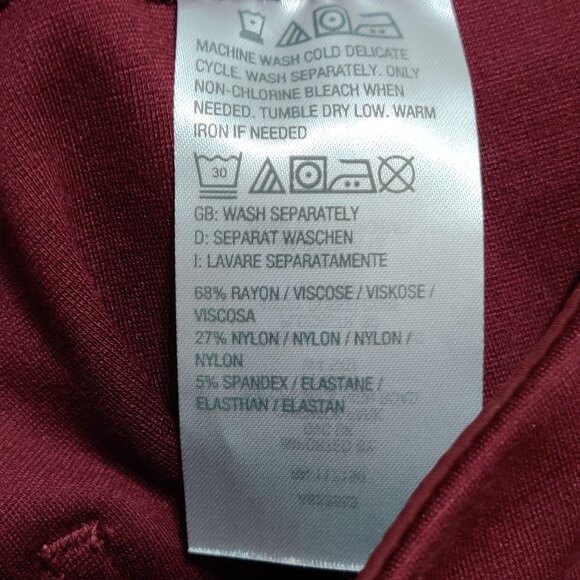 MACHINE WASH COLD DELICATE
CYCLE. WASH SEPARATELY. ONLY
NON-CHLORINE BLEACH WHEN
NEEDED. TUMBLE DRY LOW. WARM
IRON IF NEEDED
30
GB: WASH SEPARATELY
D: SEPARAT WASCHEN
I: LAVARE SEPARATAMENTE
68% RAYON / VISCOSE / VISKOSE /
VISCOSA
27% NYLON / NYLON / NYLON /
NYLON
5% SPANDEX / ELASTANE /
ELASTHAN / ELASTAN